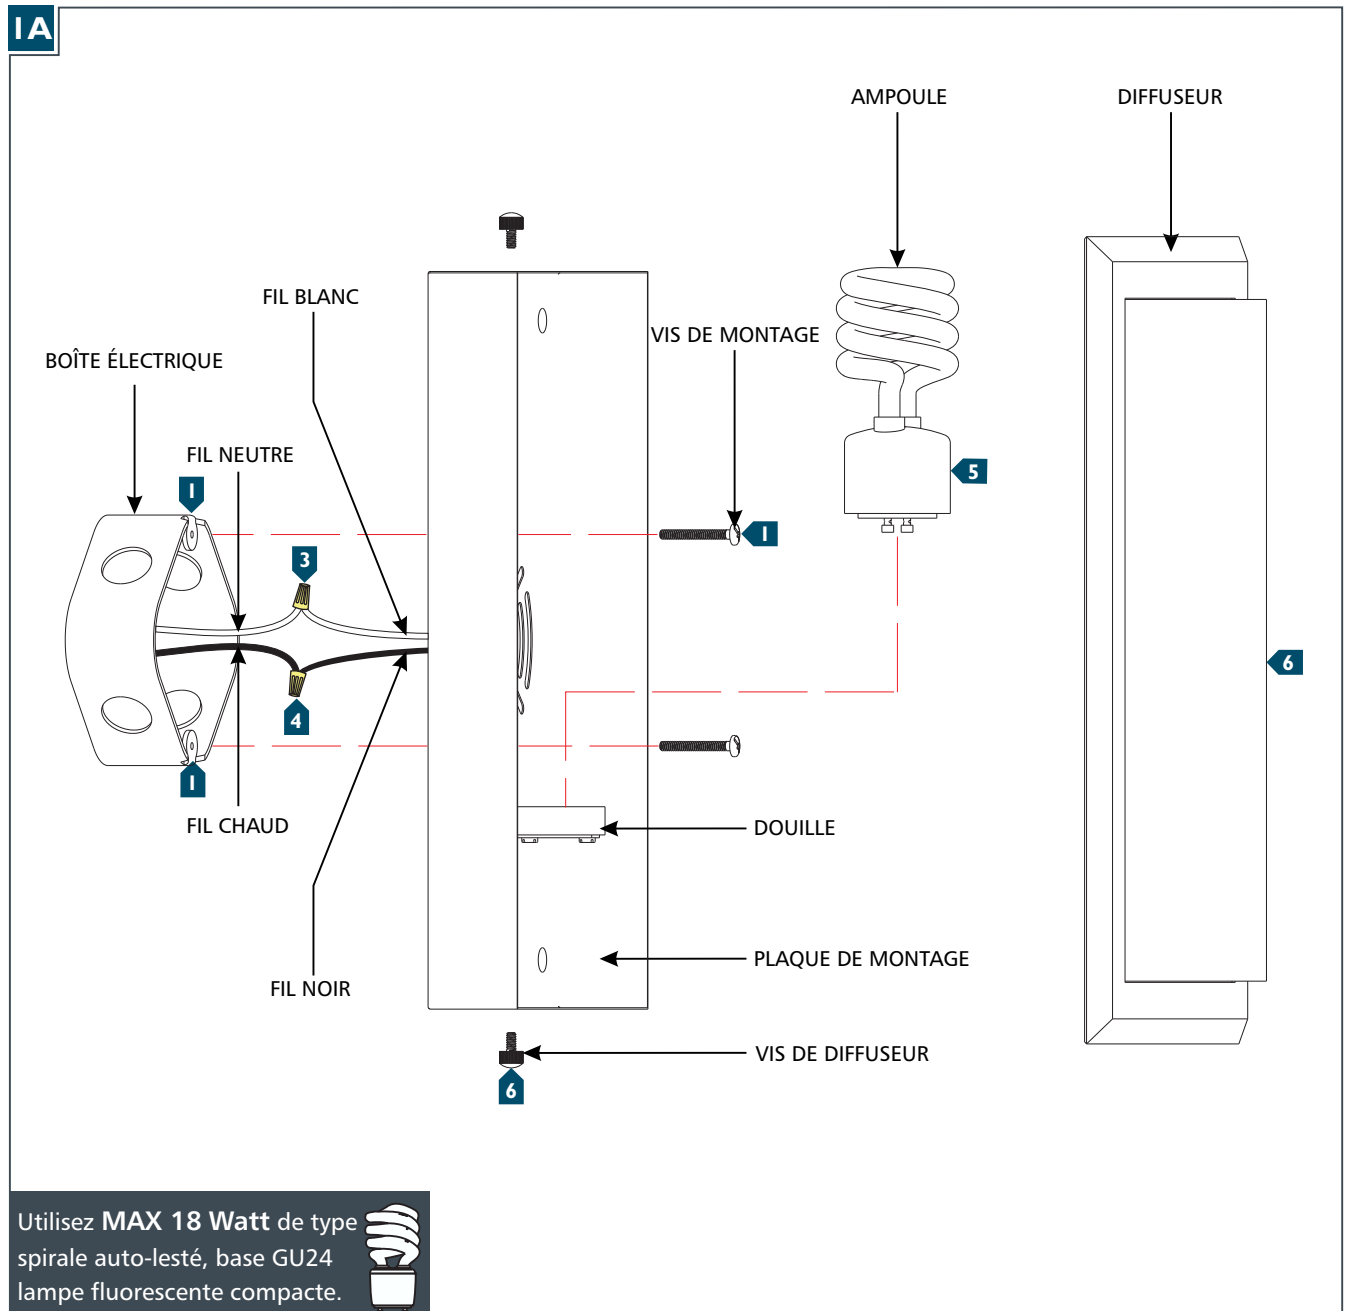 1A
AMPOULE
DIFFUSEUR
FIL BLANC
VIS DE MONTAGE
BOÎTE ÉLECTRIQUE
FIL NEUTRE
5
1
1
3
6
4
1
FIL CHAUD
DOUILLE
PLAQUE DE MONTAGE
FIL NOIR
VIS DE DIFFUSEUR
6
Utilisez MAX 18 Watt de type
spirale auto-lesté, base GU24
lampe fluorescente compacte.